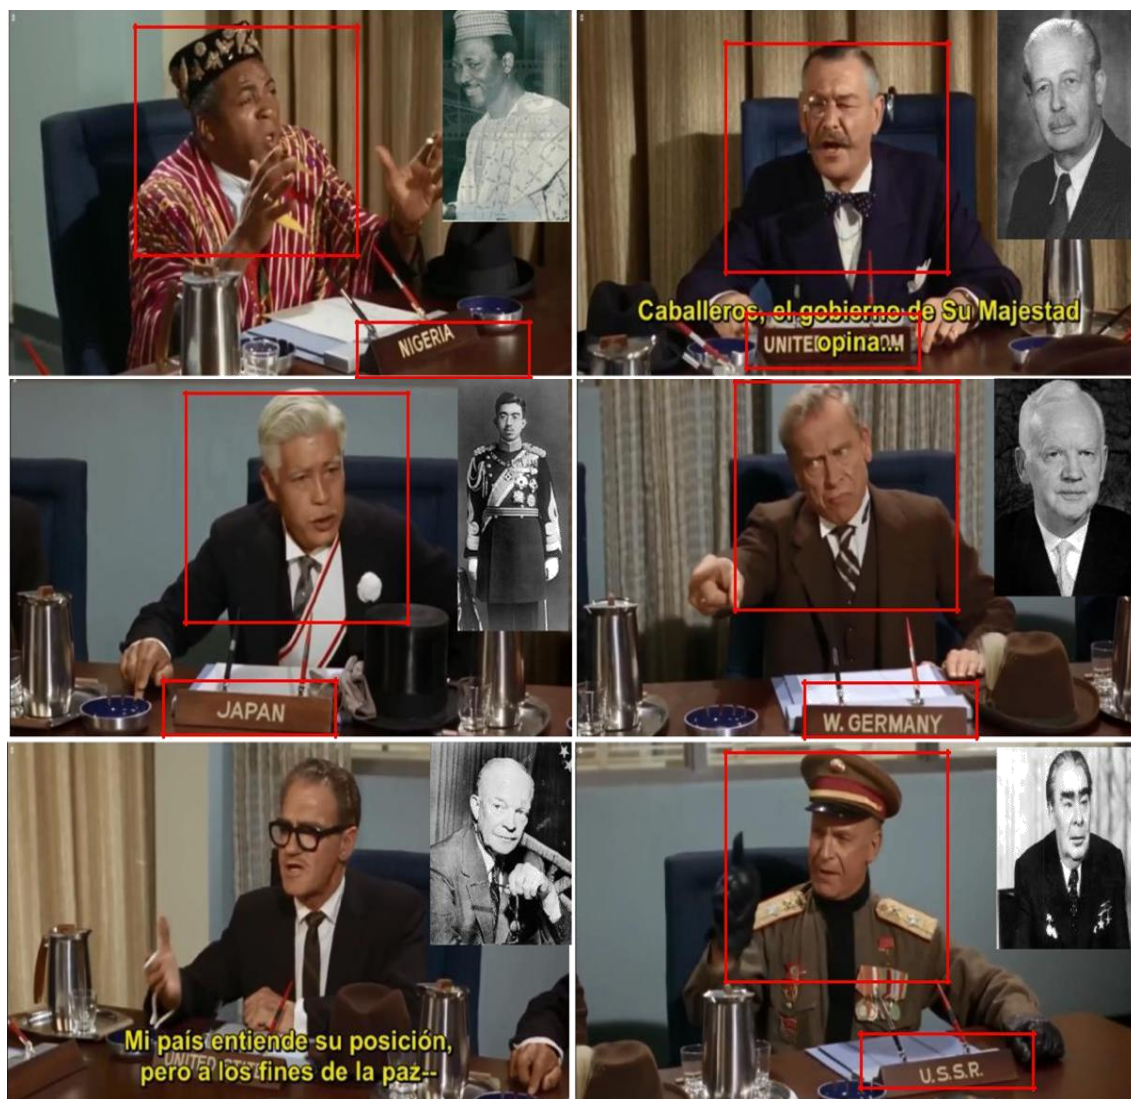 NIGERIA
Caballeros, el gobierno de Su Majestad
opina...
JAPAN
W. GERMANY
Mi país entiende su posición,
UNITED
pero a los fines de la paz--
U.S.S.R.